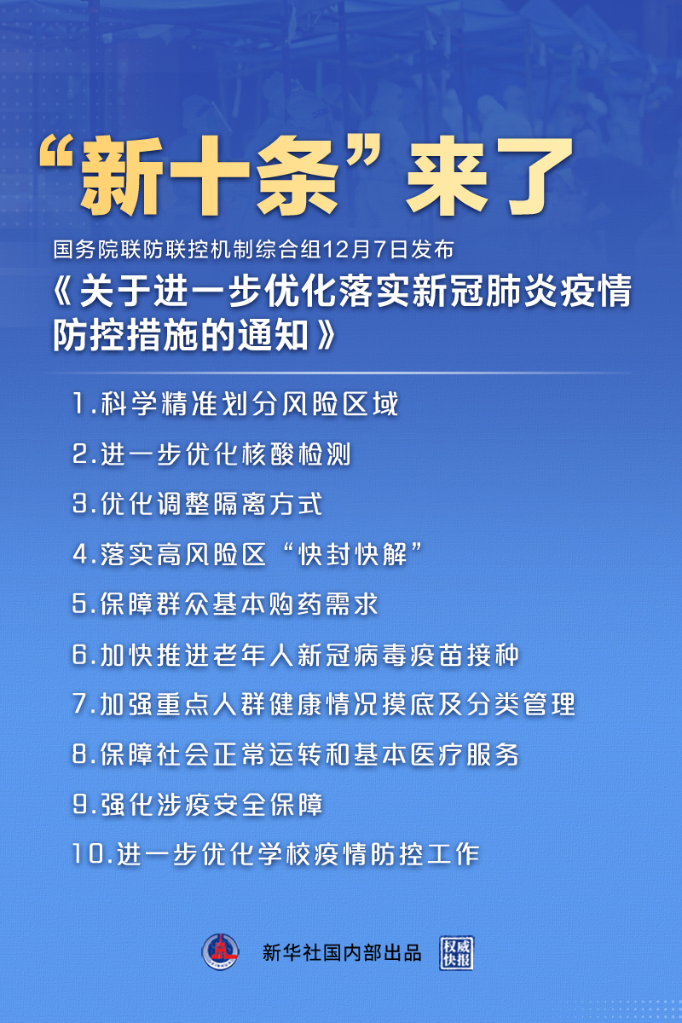 “新十条”来了
国务院联防联控机制综合组12月7日发布
《关于进一步优化落实新冠肺炎疫情
防控措施的通知》
1.科学精准划分风险区域
2.进一步优化核酸检测
3.优化调整隔离方式
4.落实高风险区“快封快解”
5.保障群众基本购药需求
6.加快推进老年人新冠病毒疫苗接种
7.加强重点人群健康情况摸底及分类管理
8.保障社会正常运转和基本医疗服务
9.强化涉疫安全保障
10.进一步优化学校疫情防控工作
新华社国内部出品
权威
快报